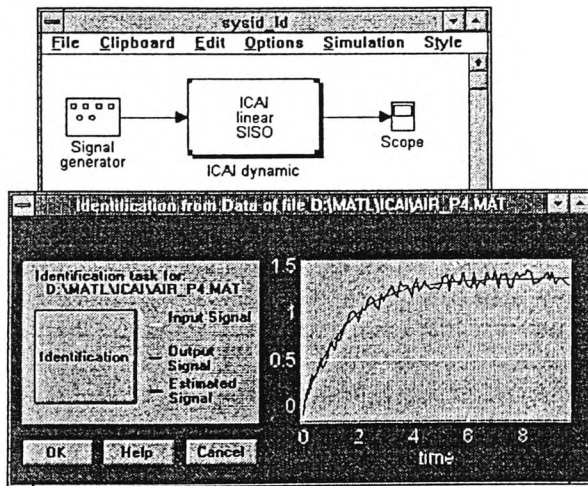 sysid_ld
File Clipboard Edit Options Simulation Style
Signal
generator
ICAI
linear
SISO
ICAI dynamic
Scope
Identification from Data of file D:\MATL\ICAI\AIR_P4.MAT
Identification task for:
D:\MATL\ICAI\AIR_P4.MAT
Identification
Input Signal
Output
Signal
Estimated
Signal
OK Help Cancel
1.5
1
0.5
0
0 2 4 6 8
time